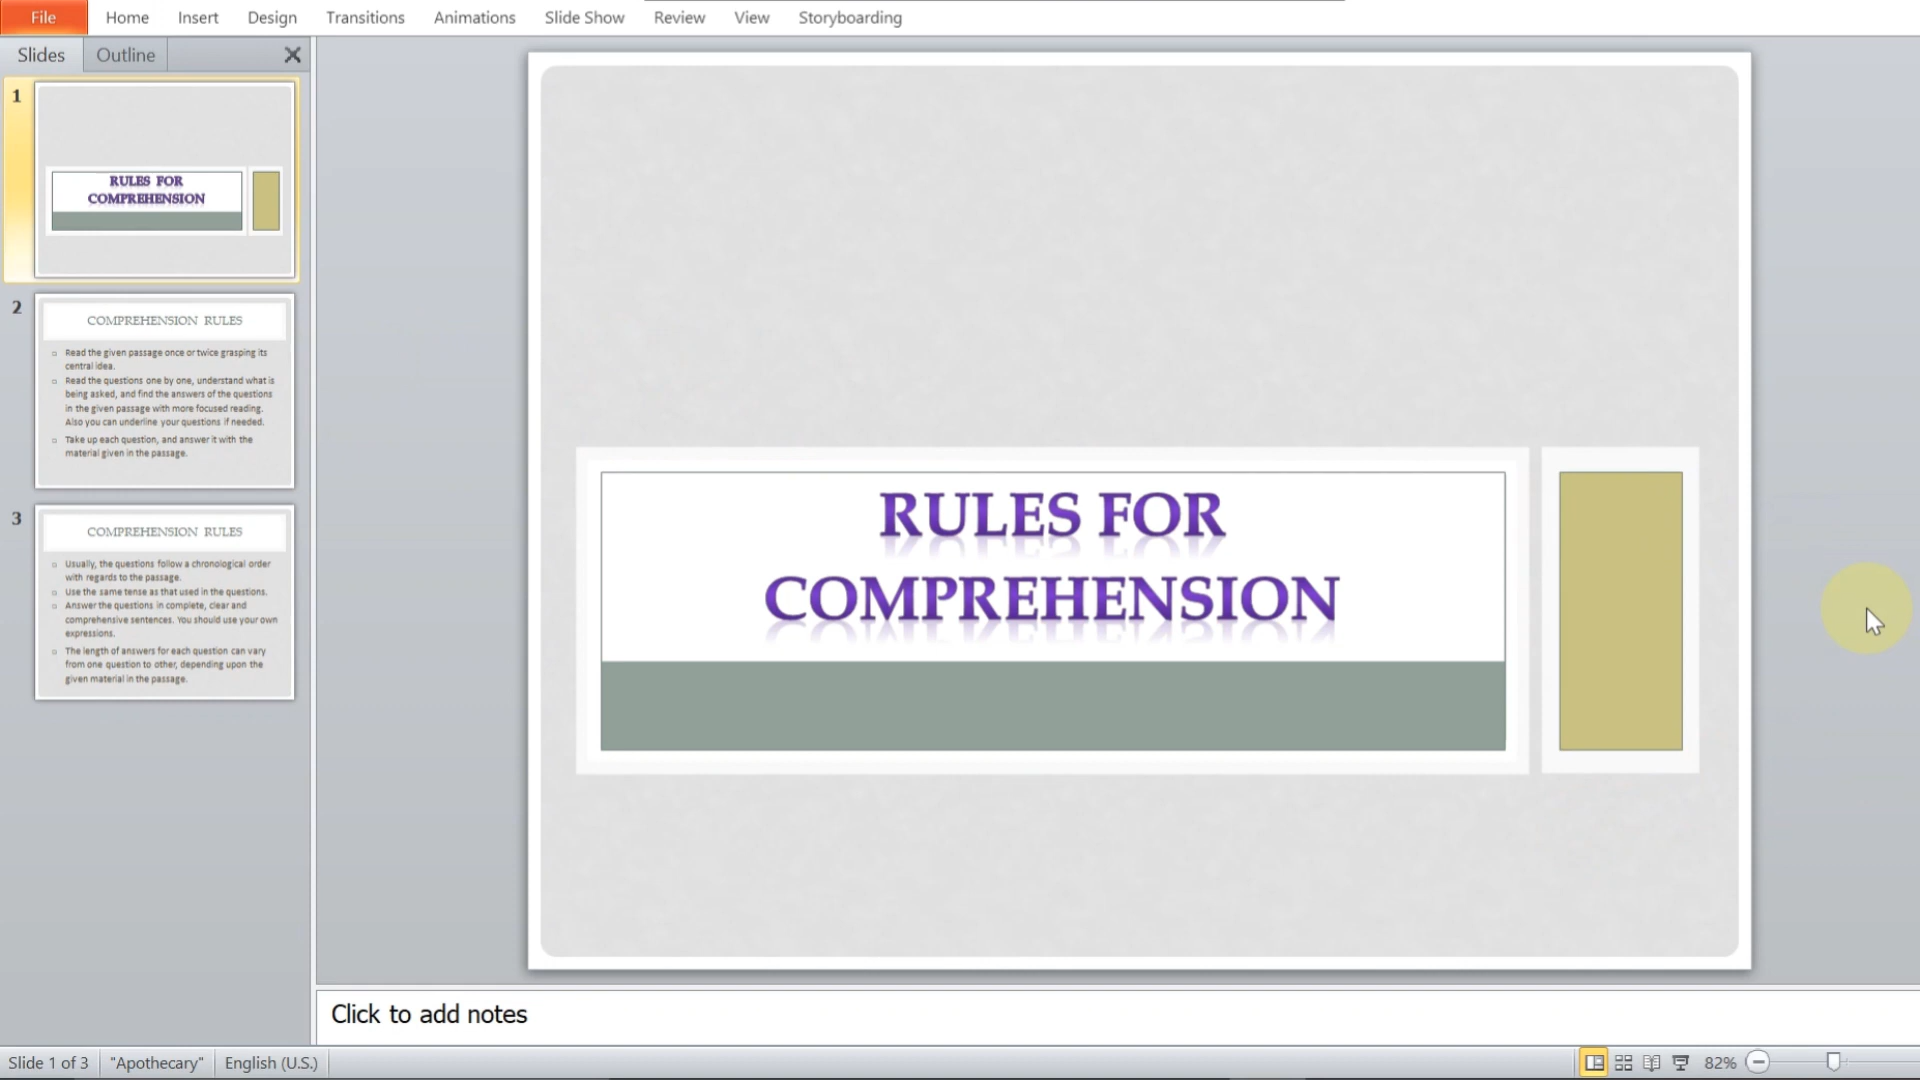 File Home Insert Design Transitions Animations Slide Show Review View Storyboarding
Slides Outline
1
RULES FOR
COMPREHENSION
2
COMPREHENSION RULES
Read the given passage once or twice grasping its
central idea.
Read the questions one by one, understand what is
being asked, and find the answers of the questions
in the given passage with more focused reading.
Also you can underline your questions if needed.
Take up each question, and answer it with the
material given in the passage.
3
COMPREHENSION RULES
Usually, the questions follow a chronological order
with regards to the passage.
Use the same tense as that used in the questions.
Answer the questions in complete, clear and
comprehensive sentences. You should use your own
expressions.
The length of answers for each question can vary
from one question to other, depending upon the
given material in the passage.
RULES FOR
COMPREHENSION
Click to add notes
Slide 1 of 3 "Apothecary" English (U.S.) 82%